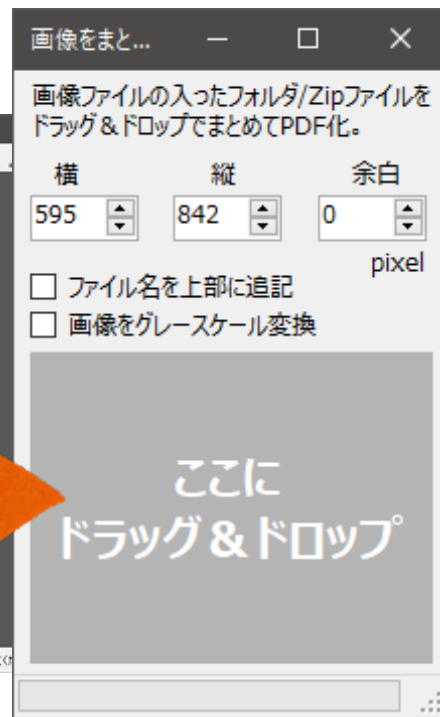 画像をまと...
画像ファイルの入ったフォルダ/Zipファイルを
ドラッグ＆ドロップでまとめてPDF化。
横 縦 余白
595 842 0
pixel
ファイル名を上部に追記
画像をグレースケール変換
ここに
ドラッグ＆ドロップ